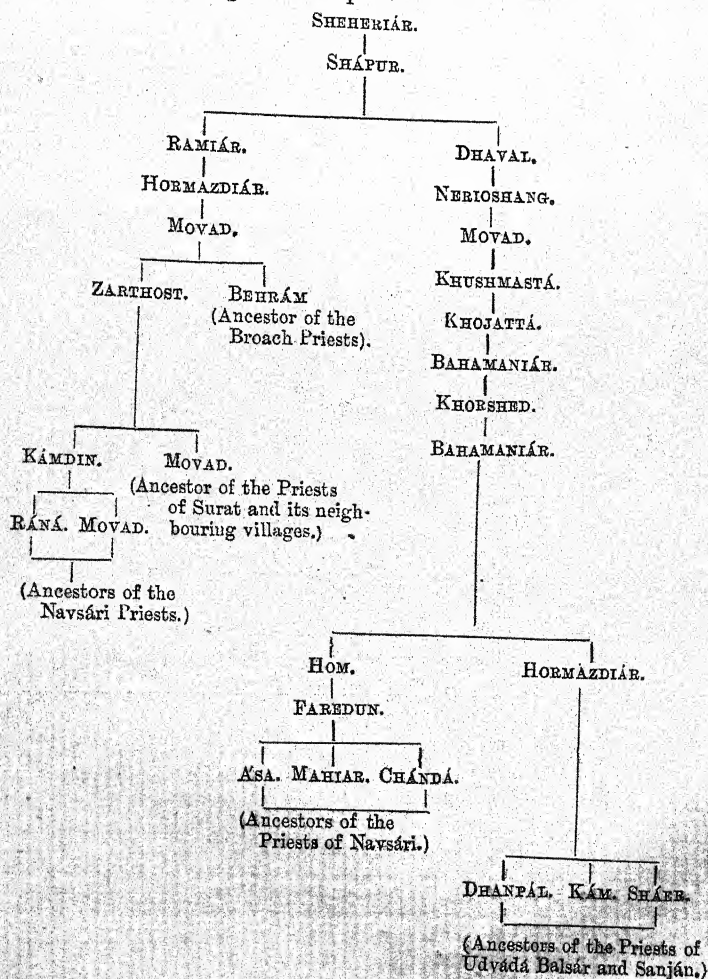 SHEHERIÁR.
SHÁPUR.
RAMIÁR.
DHAVAL.
HORMAZDIÁR.
NERIOSHANG.
MOVAD.
MOVAD.
ZARTHOST. BEHRÁM
(Ancestor of the
Broach Priests).
KHUSHMASTÁ.
KHOJATTÁ.
BAHAMANIÁR.
KHORSHED.
BAHAMANIÁR.
KÁMDIN. MOVAD.
(Ancestor of the Priests
of Surat and its neigh-
bouring villages.)
RÁNÁ. MOVAD.
(Ancestors of the
Navsári Priests.)
HOM.
HORMAZDIÁR.
FAREDUN.
ÁSA. MAHIAR. CHÁNDÁ.
(Ancestors of the
Priests of Navsári.)
DHANPÁL. KÁM. SHÁER.
(Ancestors of the Priests of
Udvádá Balsár and Sanján.)